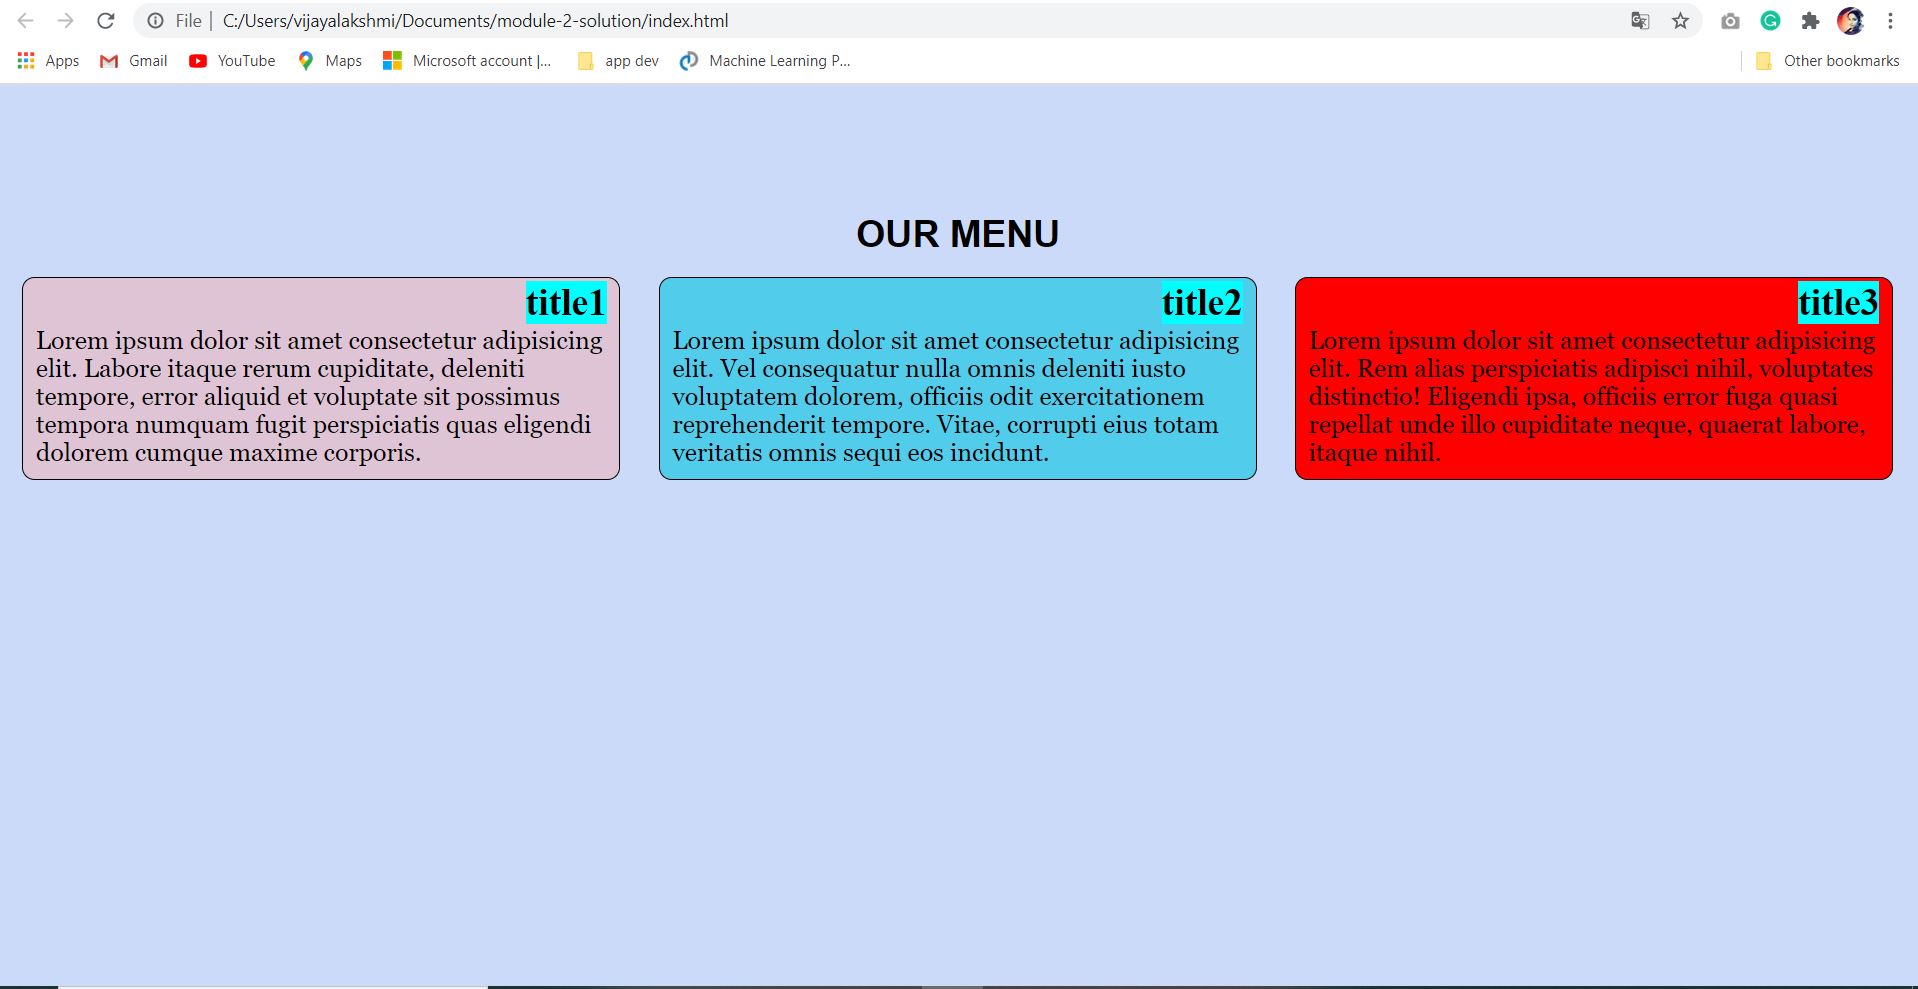 File | C:/Users/vijayalakshmi/Documents/module-2-solution/index.html
Apps Gmail YouTube Maps Microsoft account |... app dev Machine Learning P... Other bookmarks
OUR MENU
title1
Lorem ipsum dolor sit amet consectetur adipisicing
elit. Labore itaque rerum cupiditate, deleniti
tempore, error aliquid et voluptate sit possimus
tempora numquam fugit perspiciatis quas eligendi
dolorem cumque maxime corporis.
title2
Lorem ipsum dolor sit amet consectetur adipisicing
elit. Vel consequatur nulla omnis deleniti iusto
voluptatem dolorem, officiis odit exercitationem
reprehenderit tempore. Vitae, corrupti eius totam
veritatis omnis sequi eos incidunt.
title3
Lorem ipsum dolor sit amet consectetur adipisicing
elit. Rem alias perspiciatis adipisci nihil, voluptates
distinctio! Eligendi ipsa, officiis error fuga quasi
repellat unde illo cupiditate neque, quaerat labore,
itaque nihil.